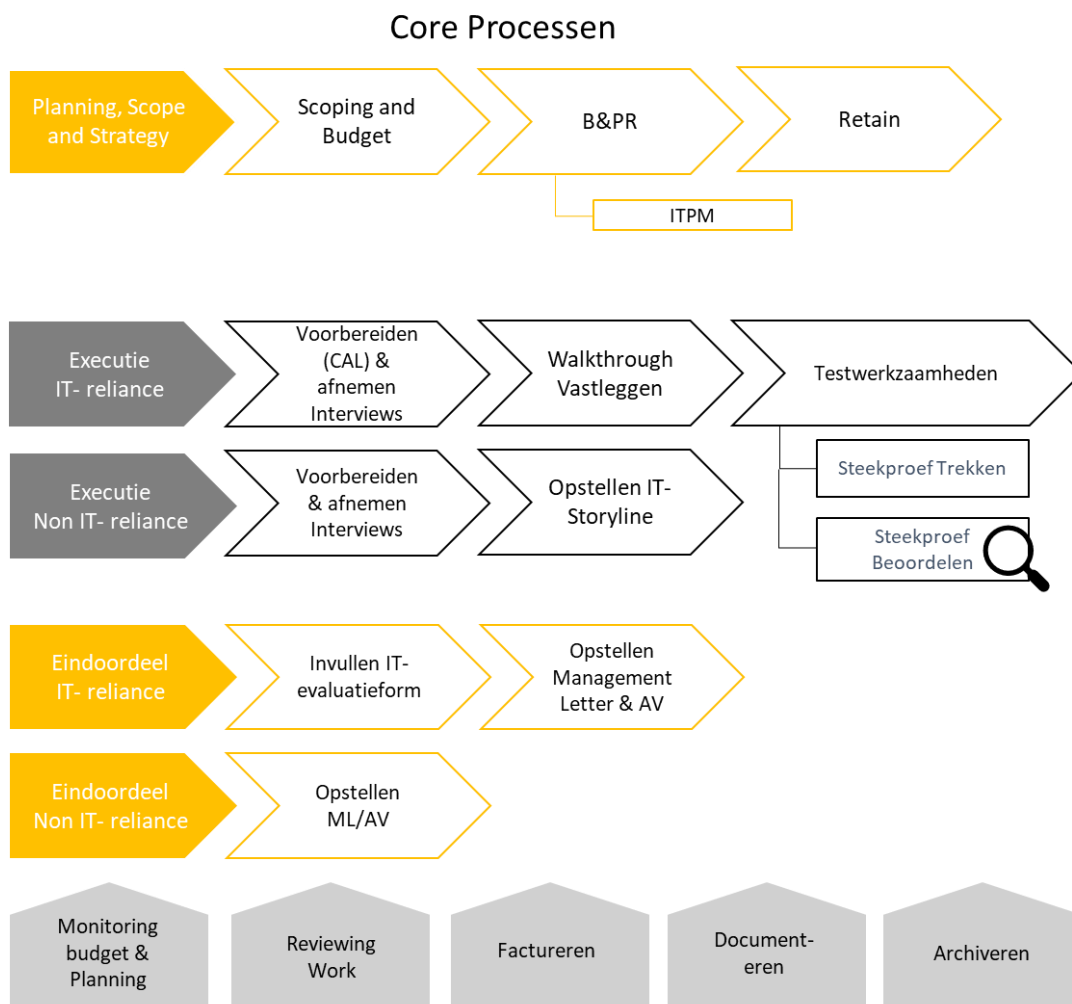 Core Processen
Planning, Scope
and Strategy
Scoping and
Budget
B&PR
Retain
ITPM
Executie
IT- reliance
Voorbereiden
(CAL) &
afnemen
Interviews
Walkthrough
Vastleggen
Testwerkzaamheden
Steekproef Trekken
Steekproef
Beoordelen
Executie
Non IT- reliance
Voorbereiden
& afnemen
Interviews
Opstellen IT-
Storyline
Eindoordeel
IT- reliance
Invullen IT-
evaluatieform
Opstellen
Management
Letter & AV
Eindoordeel
Non IT- reliance
Opstellen
ML/AV
Monitoring
budget &
Planning
Reviewing
Work
Factureren
Document-
eren
Archiveren